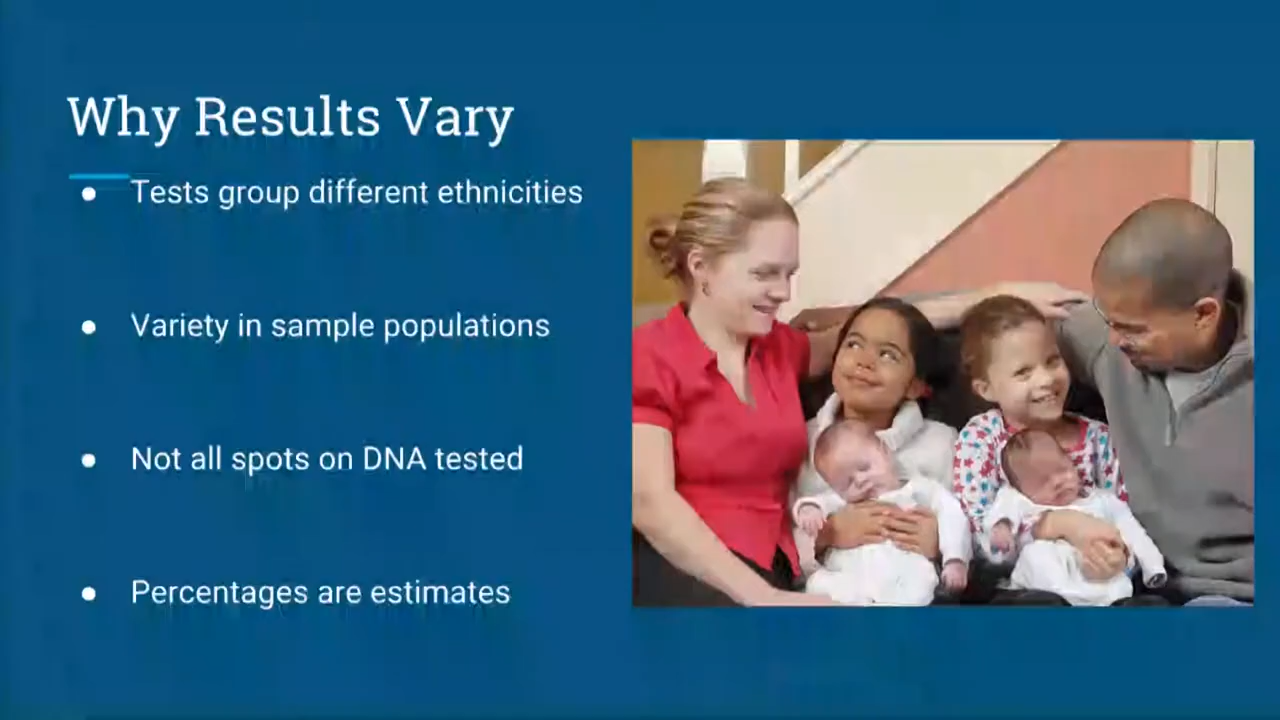 Why Results Vary
● Tests group different ethnicities
● Variety in sample populations
● Not all spots on DNA tested
● Percentages are estimates